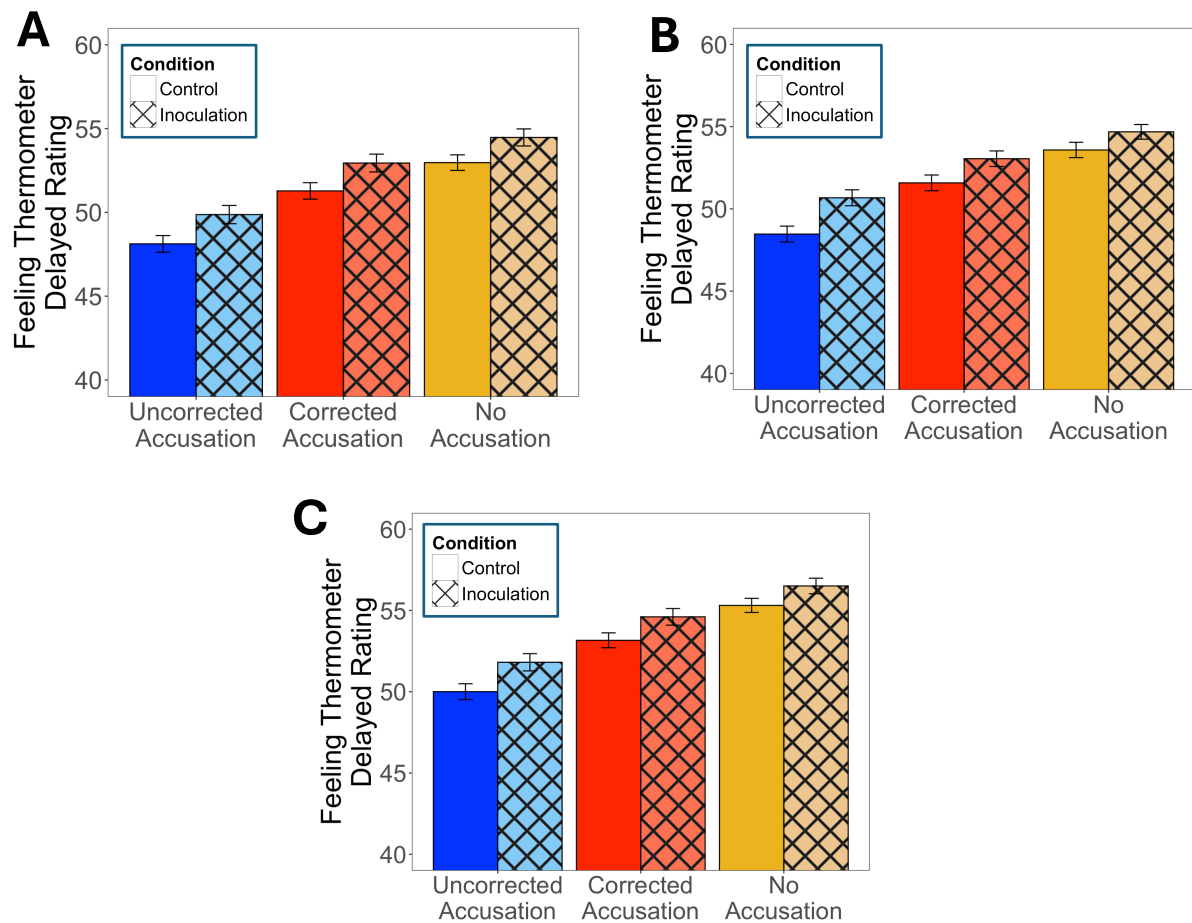 A
Feeling Thermometer
Delayed Rating
60
55
50
45
40
Condition
Control
Inoculation
Uncorrected
Accusation
Corrected
Accusation
No
Accusation
B
Feeling Thermometer
Delayed Rating
60
55
50
45
40
Condition
Control
Inoculation
Uncorrected
Accusation
Corrected
Accusation
No
Accusation
C
Feeling Thermometer
Delayed Rating
60
55
50
45
40
Condition
Control
Inoculation
Uncorrected
Accusation
Corrected
Accusation
No
Accusation